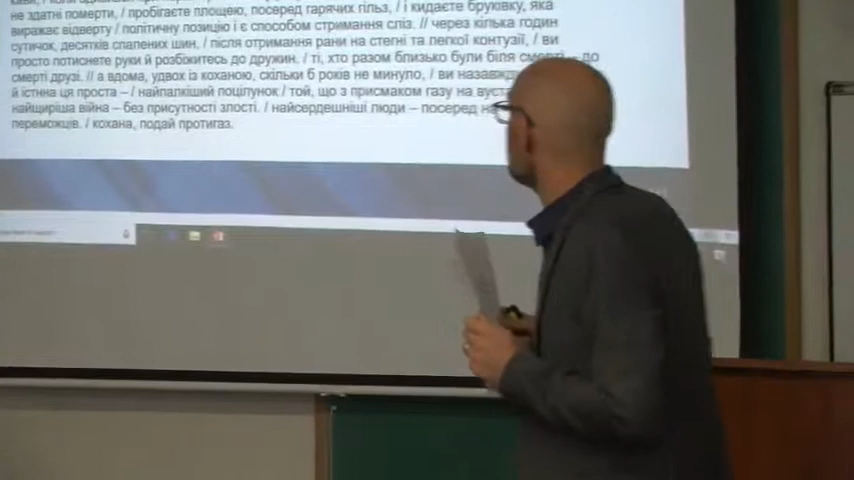 не здатні померти, / пробігаєте площею, посеред гарячих гільз, / і кидаєте бруківку, / яка
виражає відверту / політичну позицію і є способом стримання сліз. // через кілька годин
сутичок, десятків спалених шин, / після отримання рани на стегні та легкої контузії, / ви
просто потиснете руки й розбіжитесь до дружин. / ті, хто разом близько були біля смерті – до
смерті друзі. // а вдома, удвох із коханою, скільки б років не минуло, / ви назавжди
й істина ця проста – / найпалкіший поцілунок / той, що з присмаком газу на вустах
найщиріша війна – без присутності злості. / наісердешніші люди – посеред
переможців. / кохана, подай протигаз.